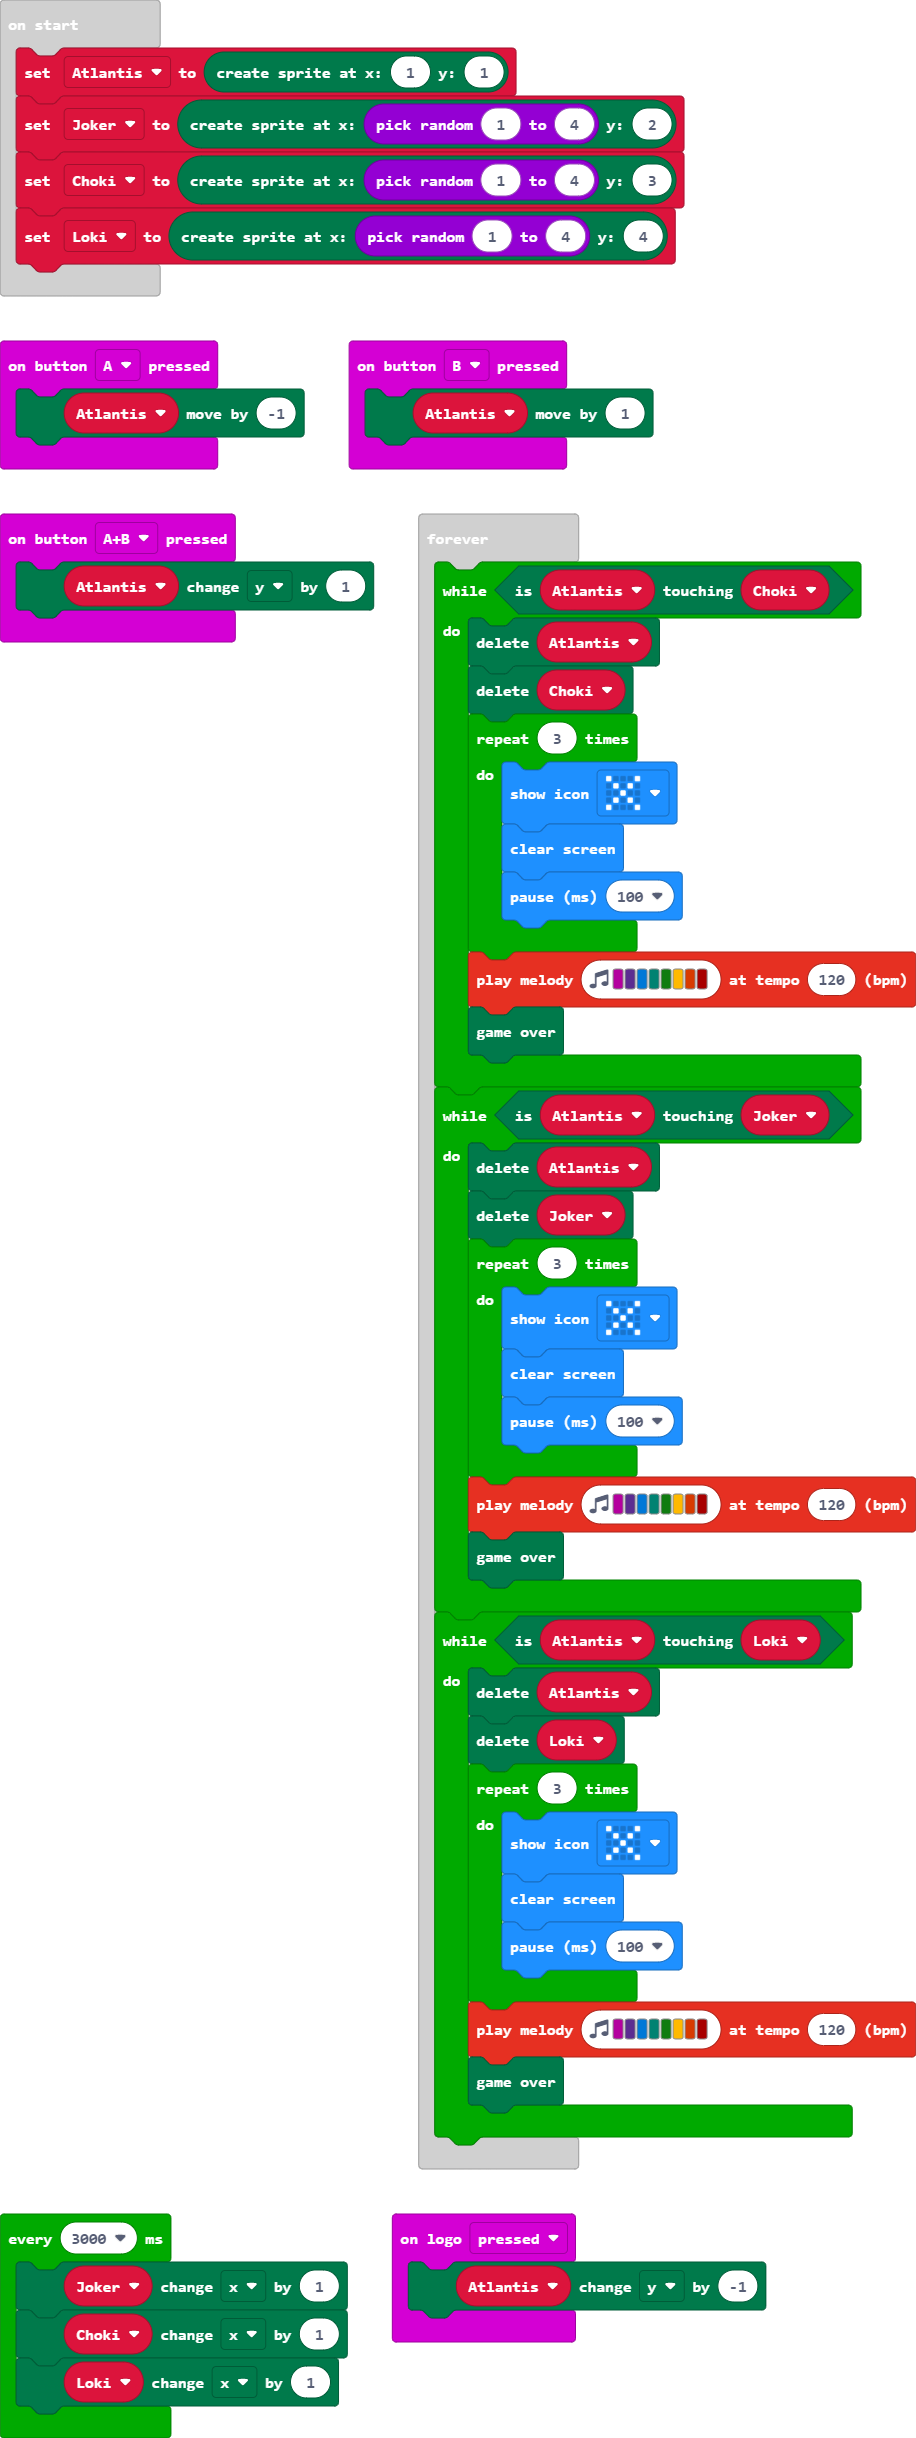 on start
set Atlantis to create sprite at x: 1 y: 1
set Joker to create sprite at x: pick random 1 to 4 y: 2
set Choki to create sprite at x: pick random 1 to 4 y: 3
set Loki to create sprite at x: pick random 1 to 4 y: 4
on button A pressed
Atlantis move by -1
on button B pressed
Atlantis move by 1
on button A+B pressed
Atlantis change y by 1
forever
while is Atlantis touching Choki
do
delete Atlantis
delete Choki
repeat 3 times
do
show icon
clear screen
pause (ms) 100
play melody at tempo 120 (bpm)
game over
while is Atlantis touching Joker
do
delete Atlantis
delete Joker
repeat 3 times
do
show icon
clear screen
pause (ms) 100
play melody at tempo 120 (bpm)
game over
while is Atlantis touching Loki
do
delete Atlantis
delete Loki
repeat 3 times
do
show icon
clear screen
pause (ms) 100
play melody at tempo 120 (bpm)
game over
every 3000 ms
Joker change x by 1
Choki change x by 1
Loki change x by 1
on logo pressed
Atlantis change y by -1